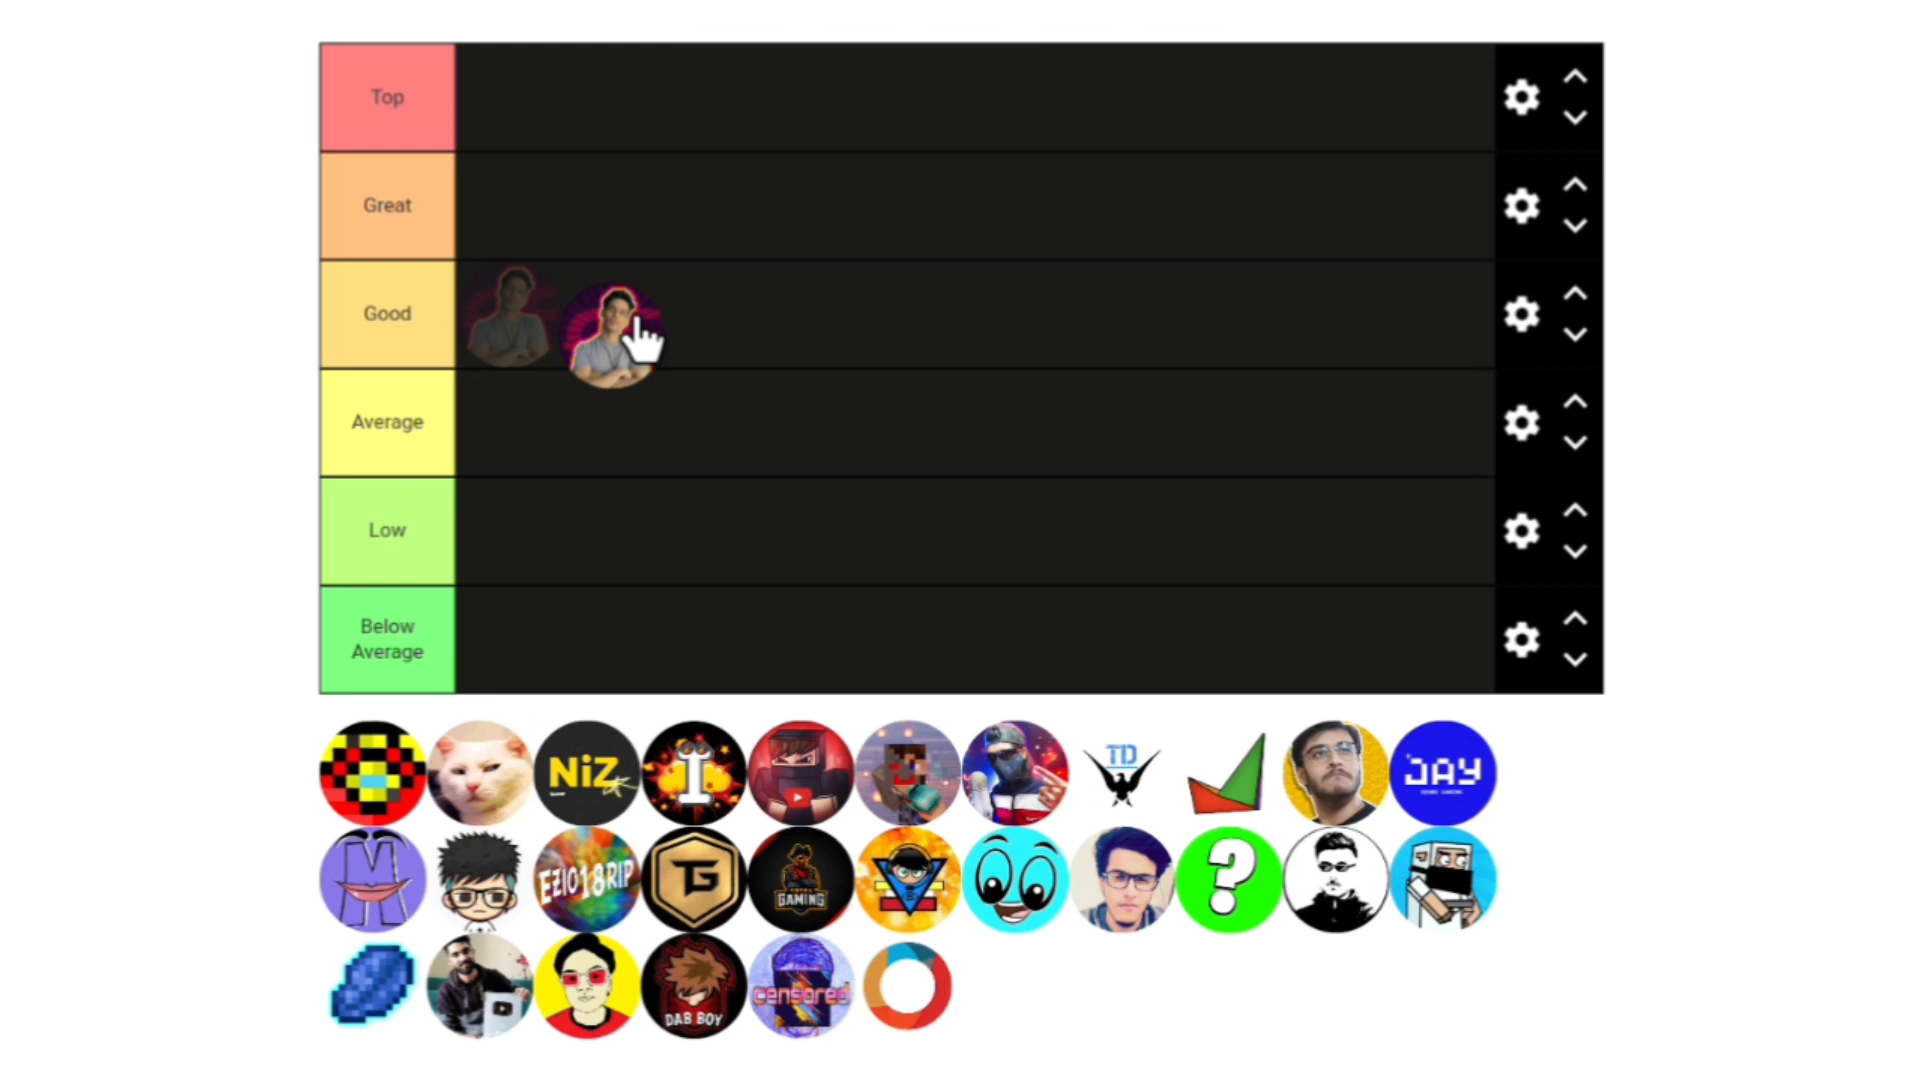 Top
Great
Good
Average
Low
Below
Average
NiZ
TD
JAY
EZIO18RIP
TG
GAMING
?
DAB BOY
censored